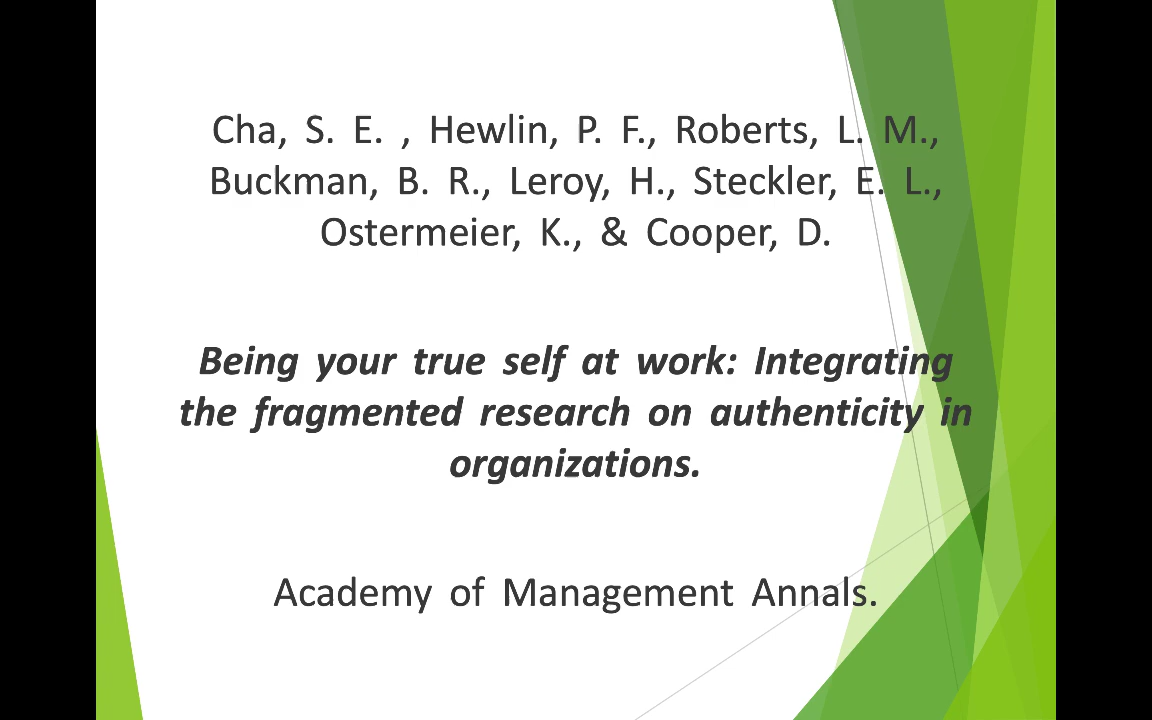 Cha, S. E. , Hewlin, P. F., Roberts, L. M.,
Buckman, B. R., Leroy, H., Steckler, E. L.,
Ostermeier, K., & Cooper, D.
Being your true self at work: Integrating
the fragmented research on authenticity in
organizations.
Academy of Management Annals.